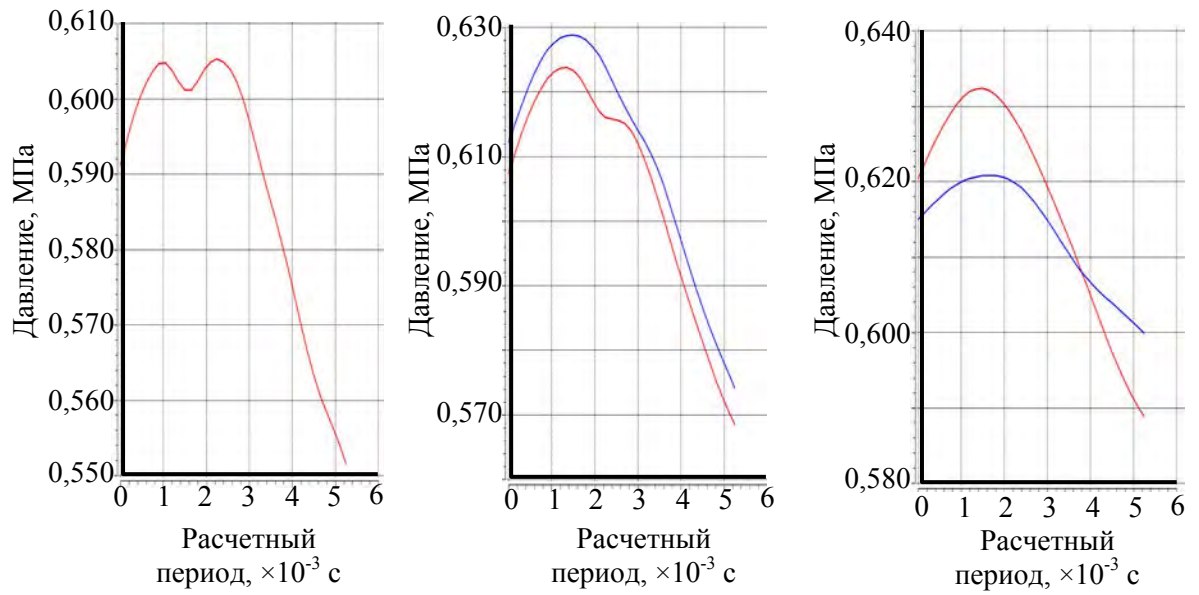 Давление, МПа
0,610
0,600
0,590
0,580
0,570
0,560
0,550
0 1 2 3 4 5 6
Расчетный
период, ×10⁻³ с
Давление, МПа
0,630
0,610
0,590
0,570
0 1 2 3 4 5 6
Расчетный
период, ×10⁻³ с
Давление, МПа
0,640
0,620
0,600
0,580
0 1 2 3 4 5 6
Расчетный
период, ×10⁻³ с